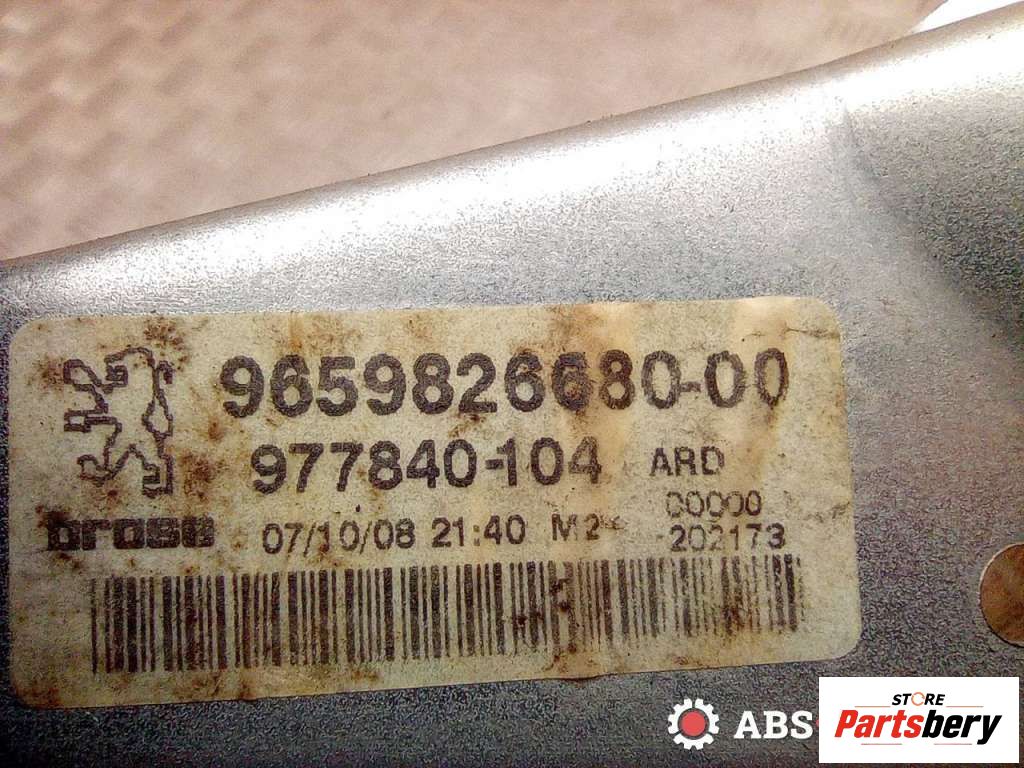 9659826680-00
977840-104 ARD
00000
brose 07/10/08 21:40 M2 -202173
ABS
STORE
Partsbery